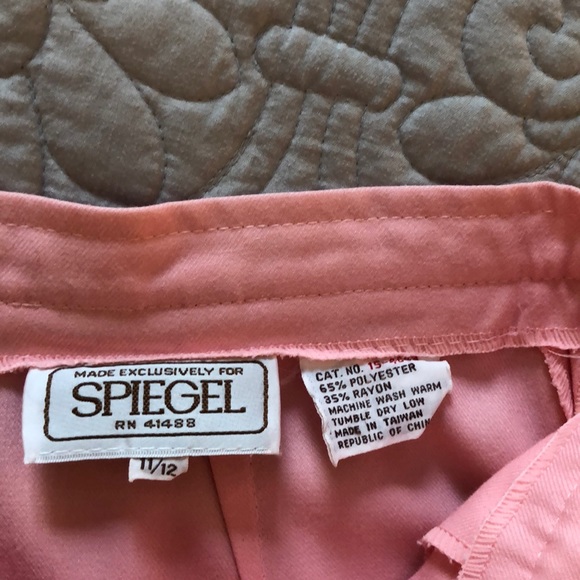 MADE EXCLUSIVELY FOR
SPIEGEL
RN 41488
11/12
CAT. NO.
65% POLYESTER
35% RAYON
MACHINE WASH WARM
TUMBLE DRY LOW
MADE IN TAIWAN
REPUBLIC OF CHINA